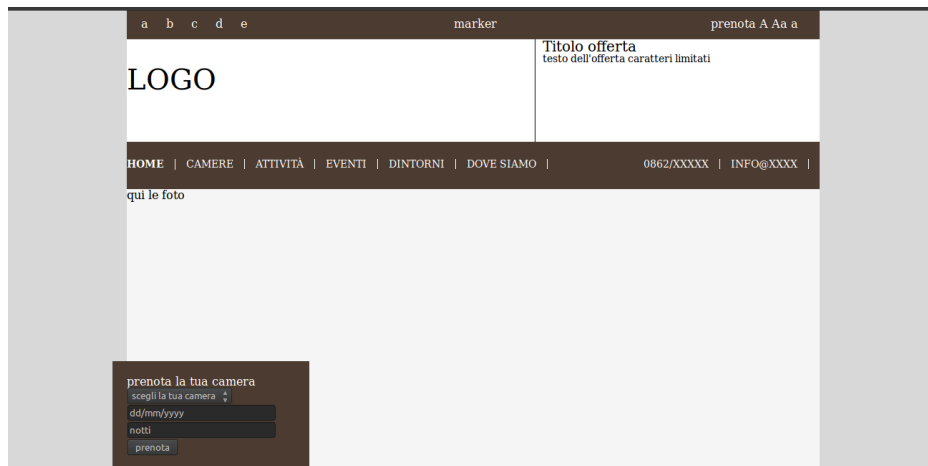 a b c d e marker prenota A Aa a
LOGO
Titolo offerta
testo dell'offerta caratteri limitati
HOME | CAMERE | ATTIVITÀ | EVENTI | DINTORNI | DOVE SIAMO | 0862/XXXXX | INFO@XXXX |
qui le foto
prenota la tua camera
scegli la tua camera
dd/mm/yyyy
notti
prenota